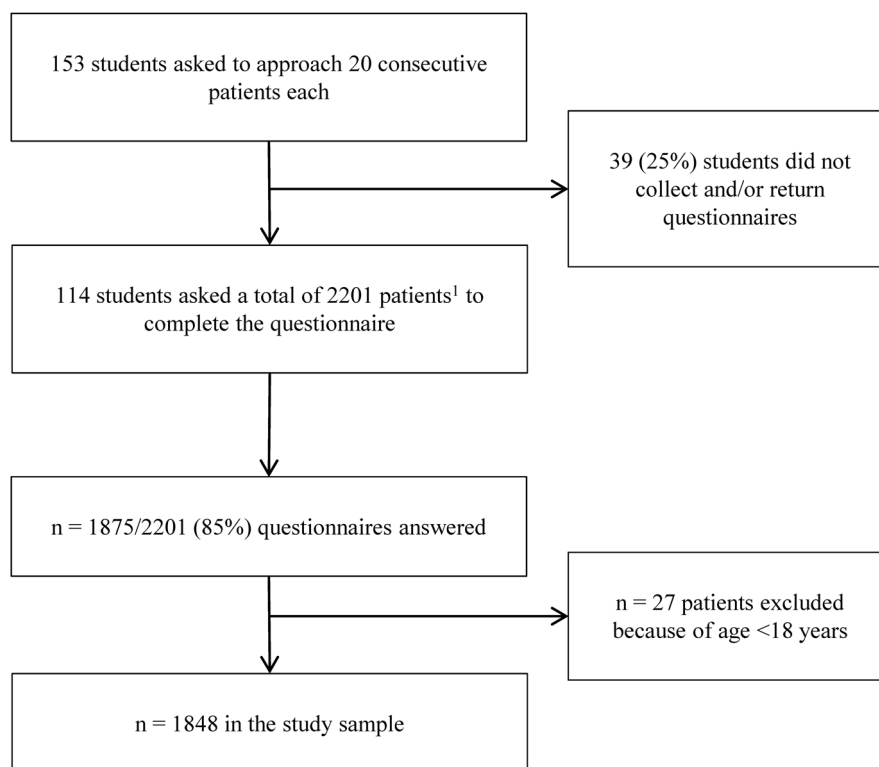 153 students asked to approach 20 consecutive
patients each
39 (25%) students did not
collect and/or return
questionnaires
114 students asked a total of 2201 patients¹ to
complete the questionnaire
n = 1875/2201 (85%) questionnaires answered
n = 27 patients excluded
because of age <18 years
n = 1848 in the study sample